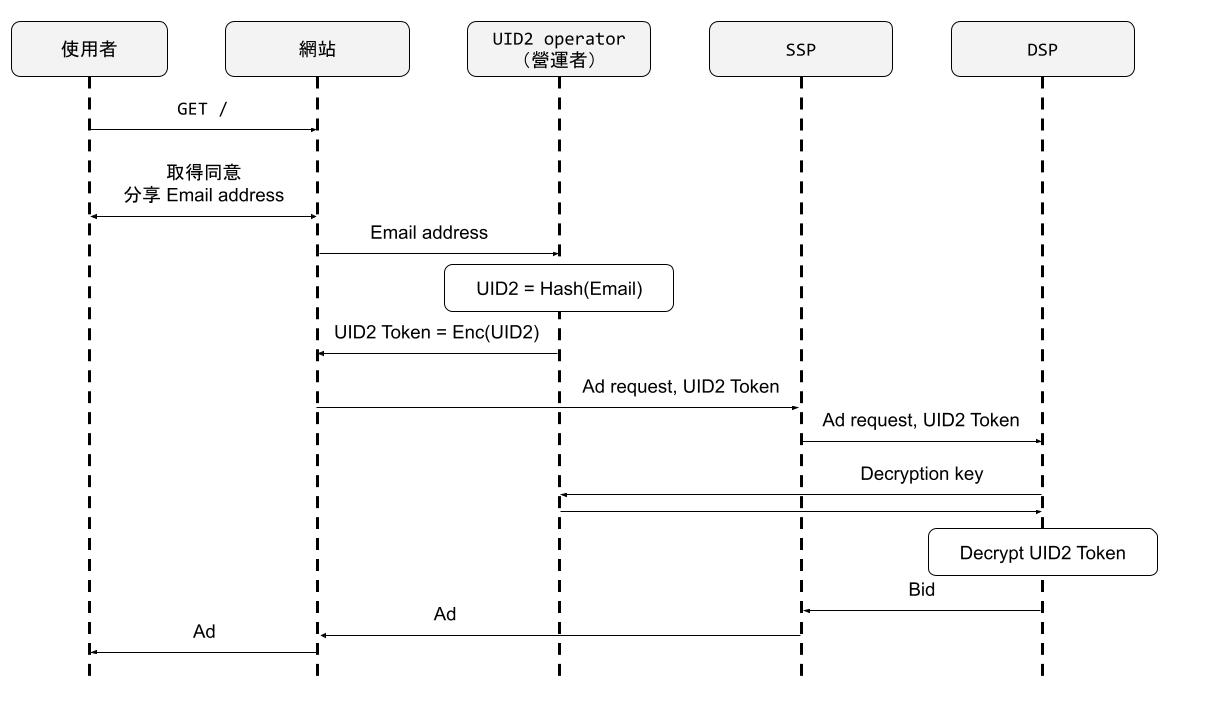 使用者
網站
UID2 operator
（營運者）
SSP
DSP
GET /
取得同意
分享 Email address
Email address
UID2 = Hash(Email)
UID2 Token = Enc(UID2)
Ad request, UID2 Token
Ad request, UID2 Token
Decryption key
Decrypt UID2 Token
Bid
Ad
Ad